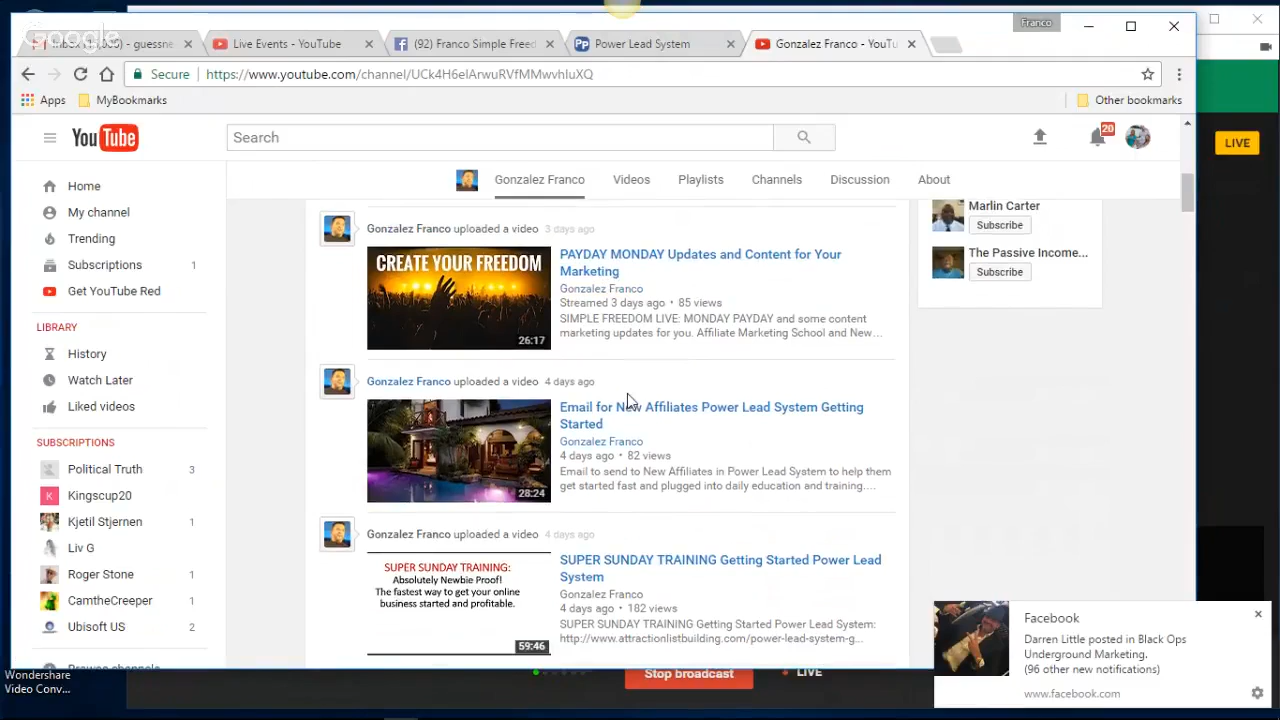 Franco
Google
Live Events - YouTube
(92) Franco Simple Freed
Power Lead System
Gonzalez Franco - YouTu
Secure
Apps
MyBookmarks
Other bookmarks
YouTube
Search
20
LIVE
Gonzalez Franco
Videos
Playlists
Channels
Discussion
About
Home
My channel
Trending
Subscriptions 1
Get YouTube Red
LIBRARY
History
Watch Later
Liked videos
SUBSCRIPTIONS
Political Truth 3
K Kingscup20
Kjetil Stjernen 1
Liv G
Roger Stone 1
CamtheCreeper 1
Ubisoft US 2
Gonzalez Franco uploaded a video 3 days ago
CREATE YOUR FREEDOM
26:17
PAYDAY MONDAY Updates and Content for Your
Marketing
Gonzalez Franco
Streamed 3 days ago • 85 views
SIMPLE FREEDOM LIVE: MONDAY PAYDAY and some content
marketing updates for you. Affiliate Marketing School and New...
Gonzalez Franco uploaded a video 4 days ago
28:24
Email for New Affiliates Power Lead System Getting
Started
Gonzalez Franco
4 days ago • 82 views
Email to send to New Affiliates in Power Lead System to help them
get started fast and plugged into daily education and training....
Gonzalez Franco uploaded a video 4 days ago
SUPER SUNDAY TRAINING:
Absolutely Newbie Proof!
The fastest way to get your online
business started and profitable.
59:46
SUPER SUNDAY TRAINING Getting Started Power Lead
System
Gonzalez Franco
4 days ago • 182 views
SUPER SUNDAY TRAINING Getting Started Power Lead System:
http://www.attractionlistbuilding.com/power-lead-system-g...
Marlin Carter
Subscribe
The Passive Income...
Subscribe
Facebook
Darren Little posted in Black Ops
Underground Marketing.
(96 other new notifications)
www.facebook.com
Wondershare
Video Conv...
Stop broadcast
LIVE